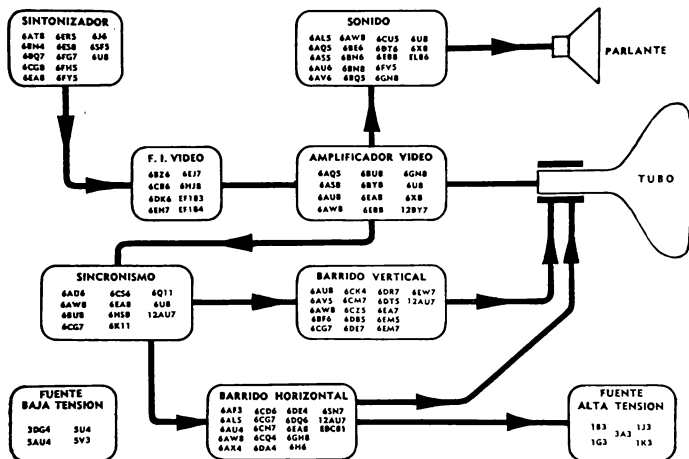 SINTONIZADOR
6AT8 6ER5 6J6
6BN4 6ES8 6SF5
6BQ7 6FG7 6U8
6CG8 6FH5
6EA8 6FY5
SONIDO
6AL5 6AW8 6CU5 6U8
6AQ5 6BE6 6DT6 6X8
6AS5 6BN6 6EB8 EL86
6AU6 6BN8 6FV5
6AV6 6BQ5 6GH8
PARLANTE
F. I. VIDEO
6BZ6 6EJ7
6CB6 6HJ8
6DK6 EF183
6EH7 EF184
AMPLIFICADOR VIDEO
6AQ5 6BU8 6GN8
6AS8 6BY8 6U8
6AU8 6EA8 6X8
6AW8 6EB8 12BY7
TUBO
SINCRONISMO
6AU6 6CS6 6Q11
6AW8 6EA8 6U8
6BU8 6HS8 12AU7
6CG7 6K11
BARRIDO VERTICAL
6AU8 6CK4 6DR7 6EW7
6AV5 6CM7 6DT5 12AU7
6AW8 6CZ5 6EA7
6BF6 6DB5 6EM5
6CG7 6DE7 6EM7
FUENTE
BAJA TENSION
3DG4 5U4
5AU4 5V3
BARRIDO HORIZONTAL
6AF3 6CD6 6DE4 6SN7
6AL5 6CG7 6DQ6 12AU7
6AU4 6CN7 6EA8 EBC81
6AW8 6CQ4 6GH8
6AX4 6DA4 6H6
FUENTE
ALTA TENSION
1B3 1J3
3A3
1G3 1K3